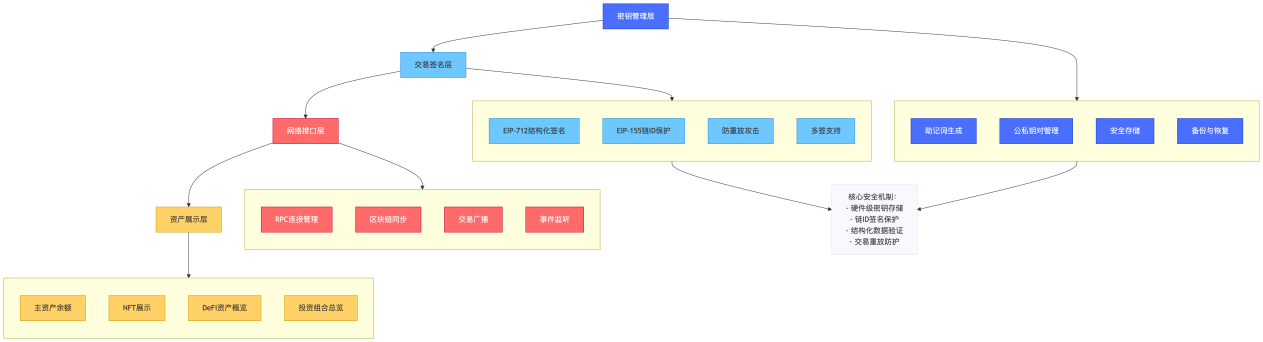 密钥管理层
交易签名层
网络接口层
EIP-712结构化签名
EIP-155链ID保护
防重放攻击
多签支持
助记词生成
公私钥对管理
安全存储
备份与恢复
资产展示层
RPC连接管理
区块链同步
交易广播
事件监听
核心安全机制:
· 硬件级密钥存储
· 链ID签名保护
· 结构化数据验证
· 交易重放防护
主资产余额
NFT展示
DeFi资产概览
投资组合总览